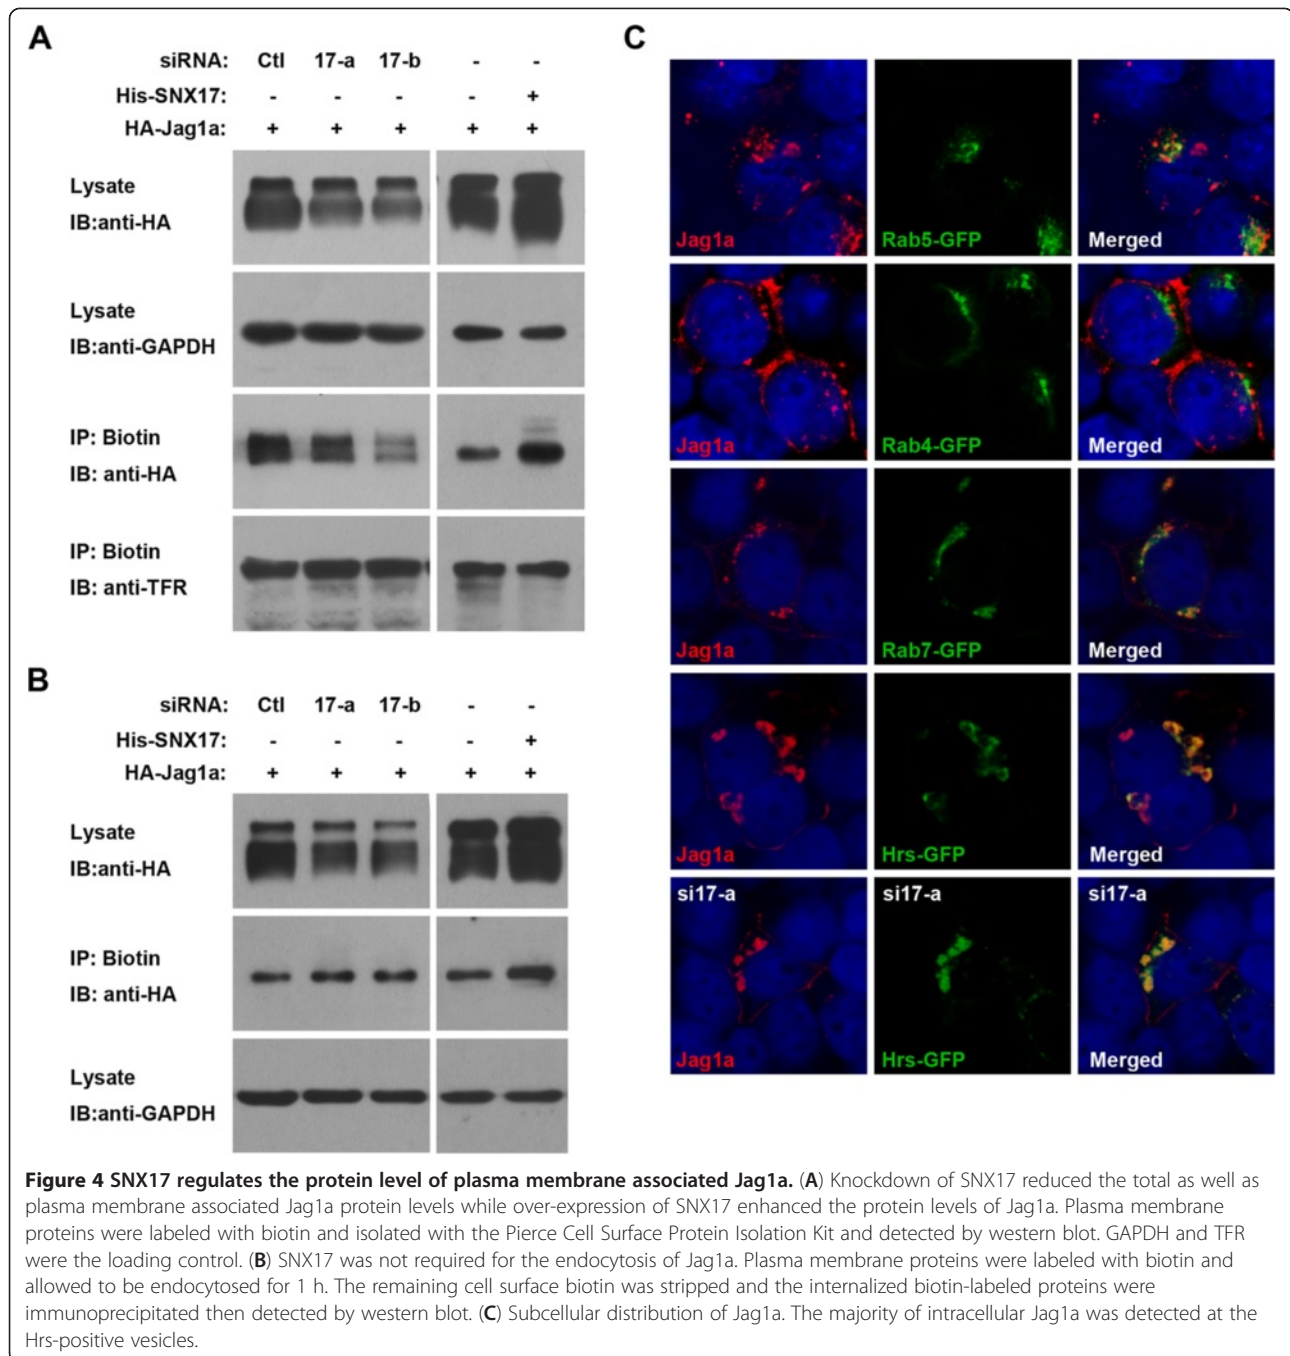 A
siRNA: Ctl 17-a 17-b - -
His-SNX17: - - - - +
HA-Jag1a: + + + + +
Lysate
IB:anti-HA
Lysate
IB:anti-GAPDH
IP: Biotin
IB: anti-HA
IP: Biotin
IB: anti-TFR
B
siRNA: Ctl 17-a 17-b - -
His-SNX17: - - - - +
HA-Jag1a: + + + + +
Lysate
IB:anti-HA
IP: Biotin
IB: anti-HA
Lysate
IB:anti-GAPDH
C
Jag1a Rab5-GFP Merged
Jag1a Rab4-GFP Merged
Jag1a Rab7-GFP Merged
Jag1a Hrs-GFP Merged
si17-a si17-a si17-a
Jag1a Hrs-GFP Merged
Figure 4 SNX17 regulates the protein level of plasma membrane associated Jag1a. (A) Knockdown of SNX17 reduced the total as well as
plasma membrane associated Jag1a protein levels while over-expression of SNX17 enhanced the protein levels of Jag1a. Plasma membrane
proteins were labeled with biotin and isolated with the Pierce Cell Surface Protein Isolation Kit and detected by western blot. GAPDH and TFR
were the loading control. (B) SNX17 was not required for the endocytosis of Jag1a. Plasma membrane proteins were labeled with biotin and
allowed to be endocytosed for 1 h. The remaining cell surface biotin was stripped and the internalized biotin-labeled proteins were
immunoprecipitated then detected by western blot. (C) Subcellular distribution of Jag1a. The majority of intracellular Jag1a was detected at the
Hrs-positive vesicles.